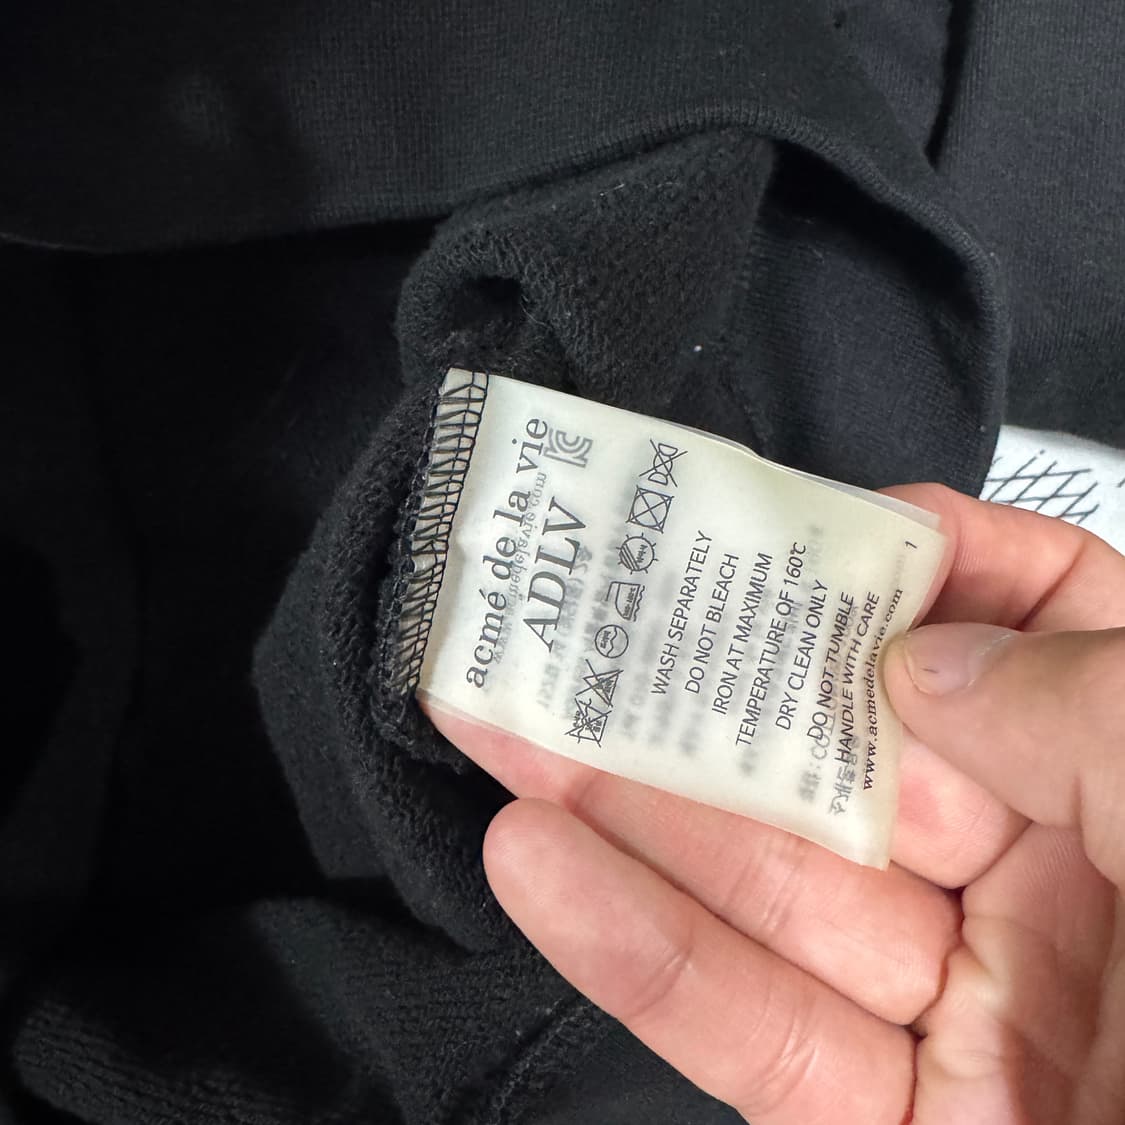 acmé de la vie
ADLV
WASH SEPARATELY
DO NOT BLEACH
IRON AT MAXIMUM
TEMPERATURE OF 160℃
DRY CLEAN ONLY
DO NOT TUMBLE
HANDLE WITH CARE
www.acmedelavie.com
1